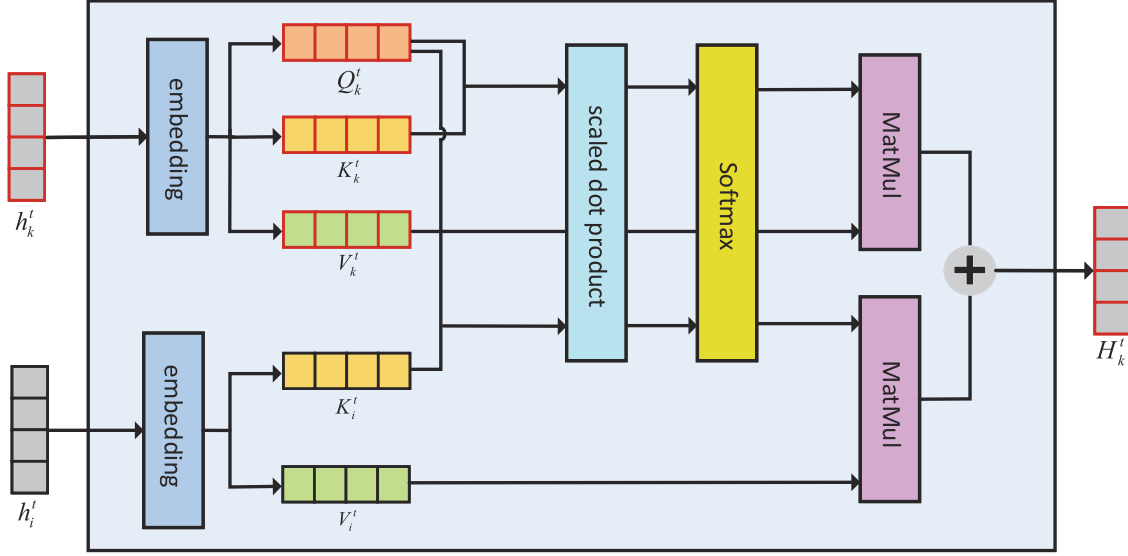 h_k^t
embedding
Q_k^t
K_k^t
V_k^t
scaled dot product
Softmax
MatMul
+
H_k^t
h_i^t
embedding
K_i^t
V_i^t
MatMul